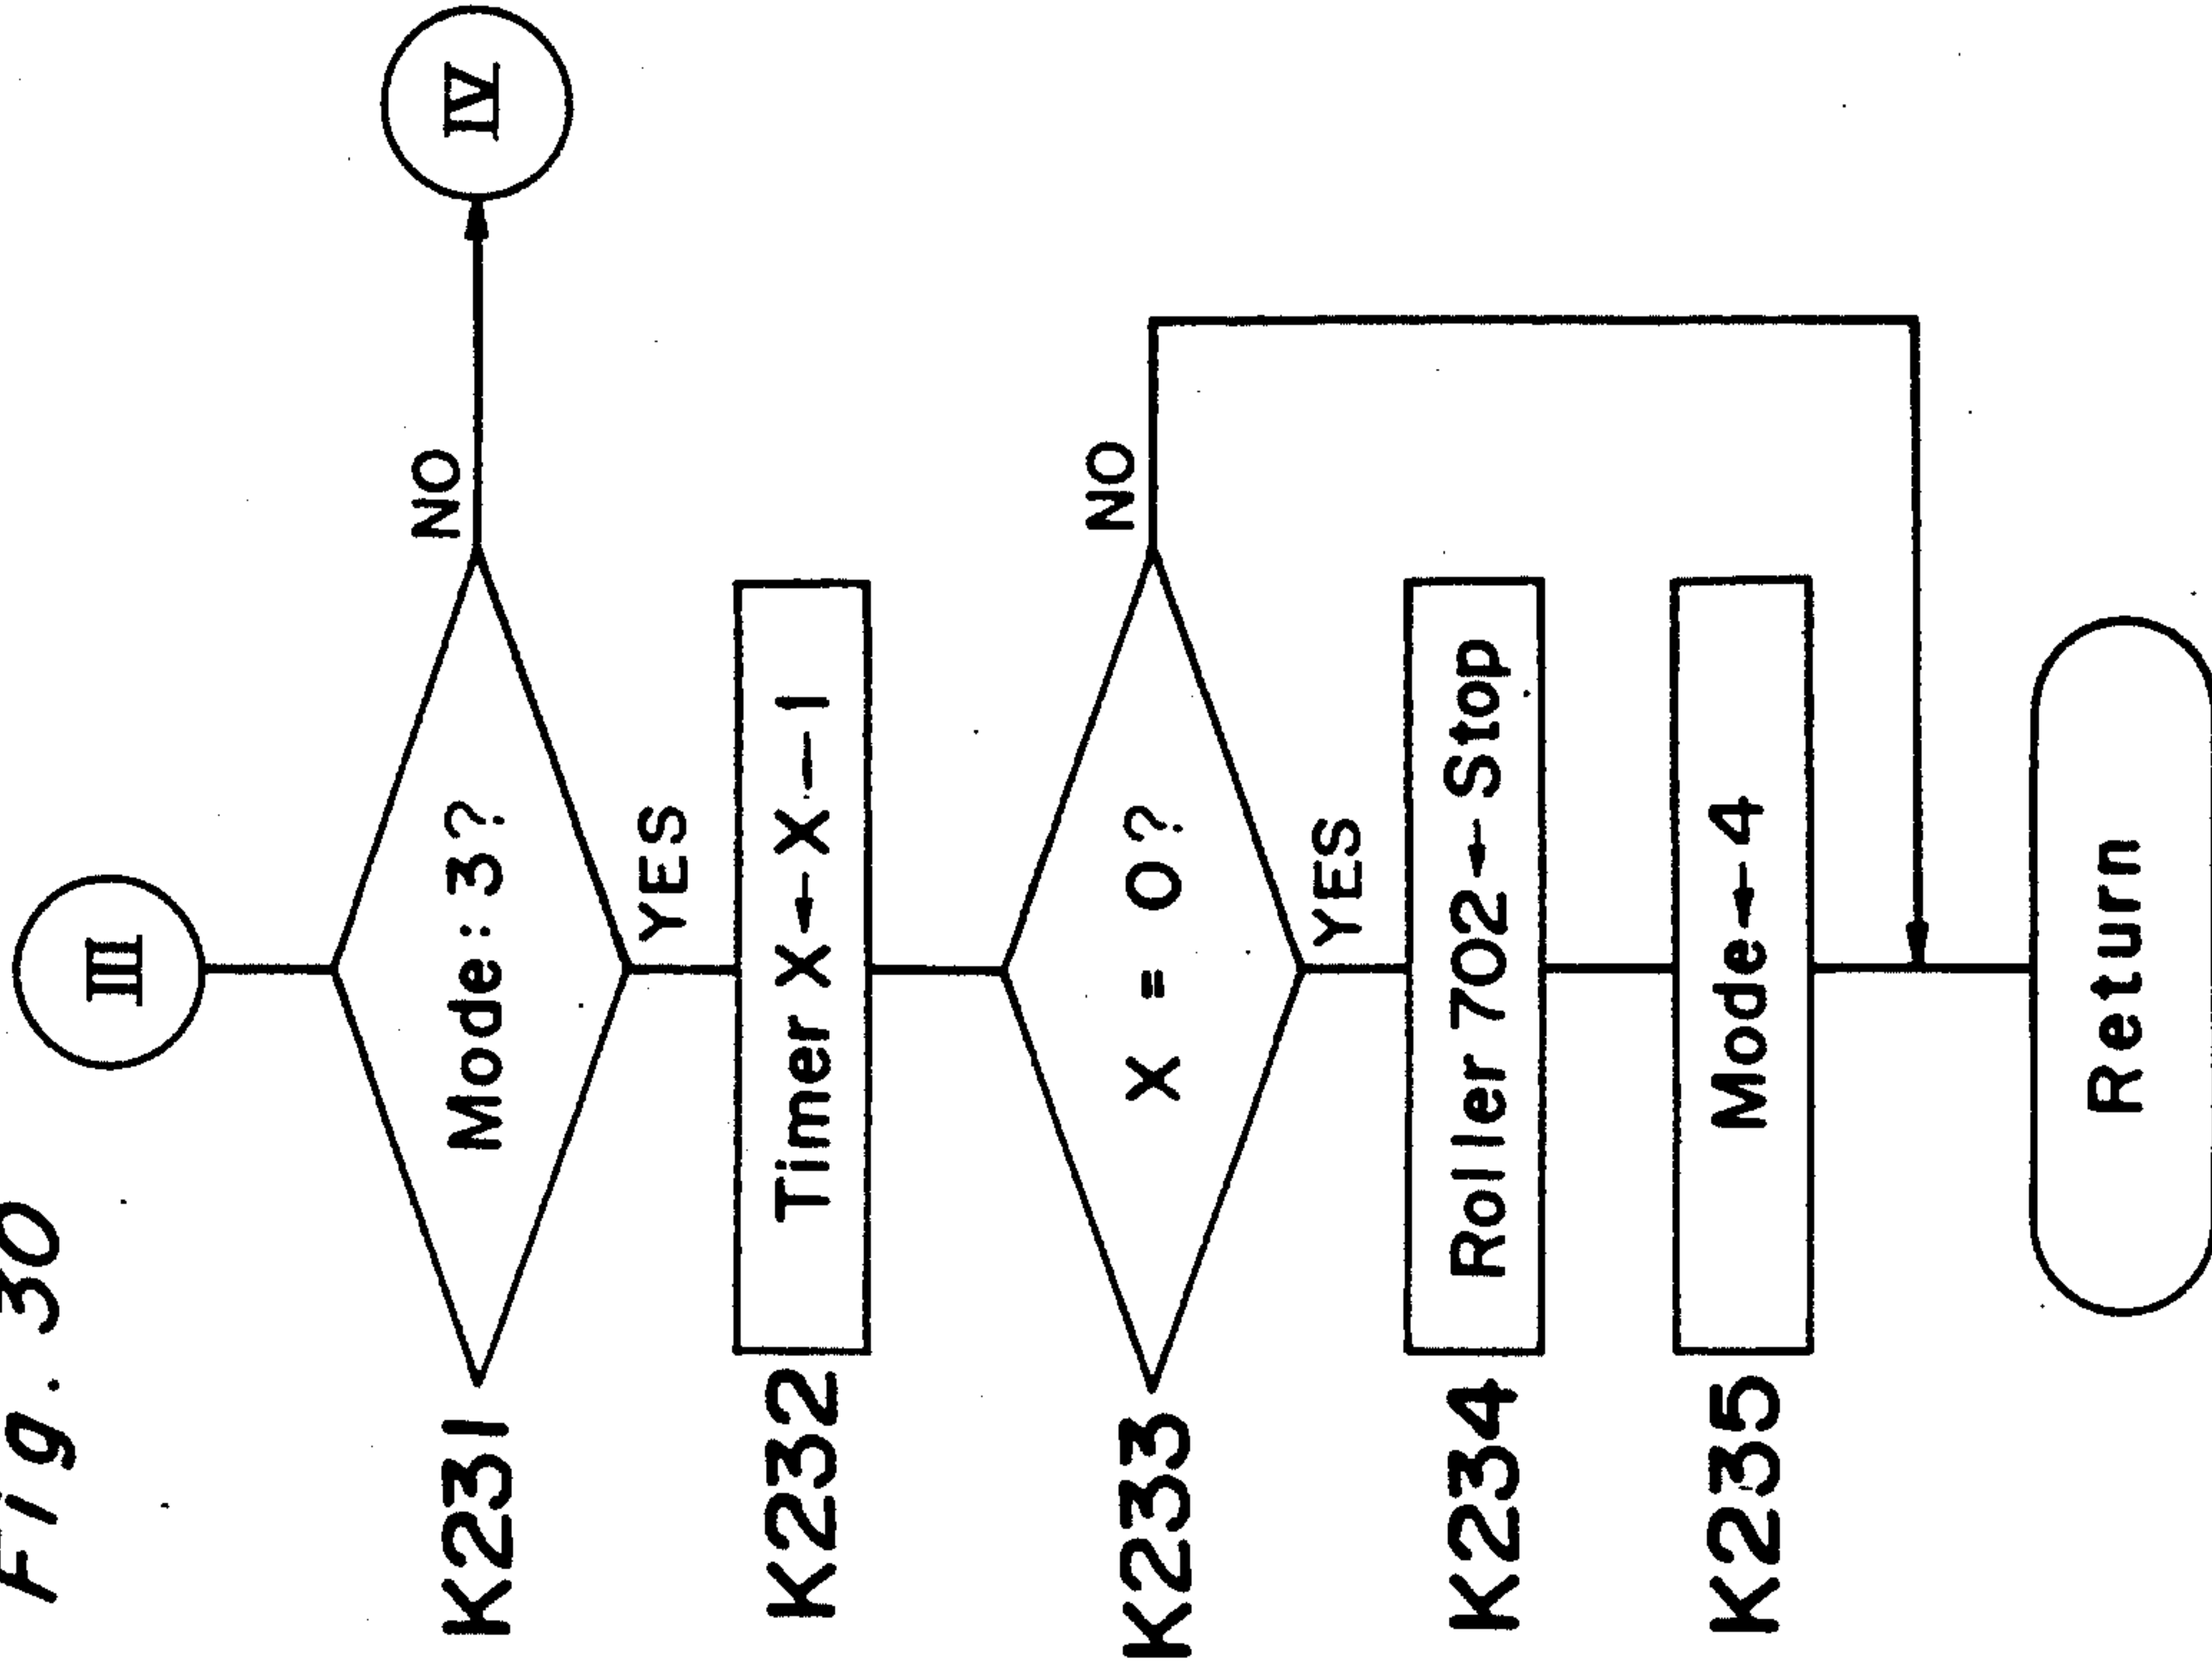 Fig. 30
III
K231
Mode: 3?
NO
IV
YES
K232
Timer X←X—1
K233
X = 0?
NO
YES
K234
Roller 702←Stop
K235
Mode←4
Return